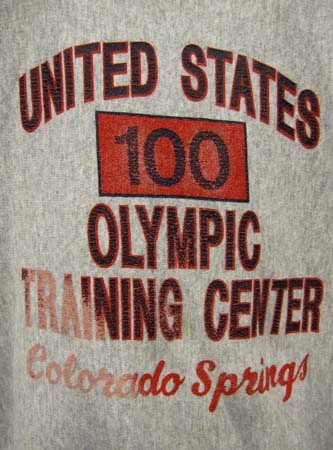 UNITED STATES
100
OLYMPIC
TRAINING CENTER
Colorado Springs